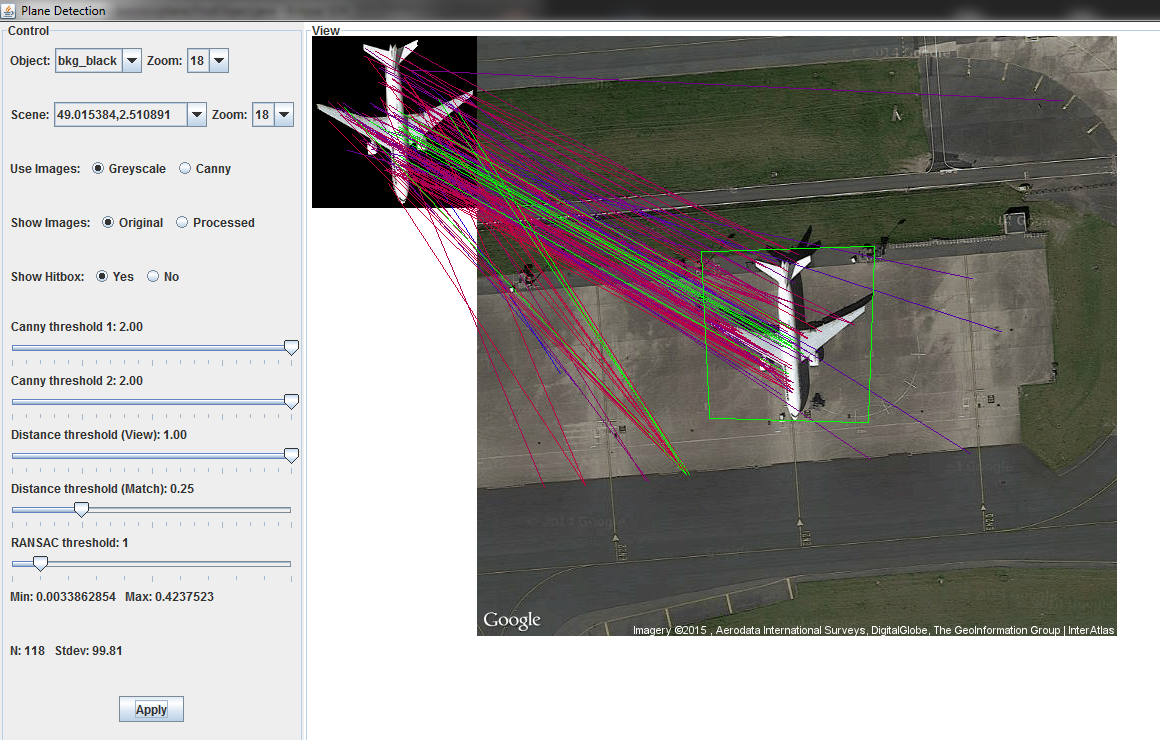 Plane Detection
Control
Object: bkg_black Zoom: 18
Scene: 49.015384,2.510891 Zoom: 18
Use Images: Greyscale Canny
Show Images: Original Processed
Show Hitbox: Yes No
Canny threshold 1: 2.00
Canny threshold 2: 2.00
Distance threshold (View): 1.00
Distance threshold (Match): 0.25
RANSAC threshold: 1
Min: 0.0033862854 Max: 0.4237523
N: 118 Stdev: 99.81
Apply
View
Google
Imagery ©2015 , Aerodata International Surveys, DigitalGlobe, The GeoInformation Group | InterAtlas